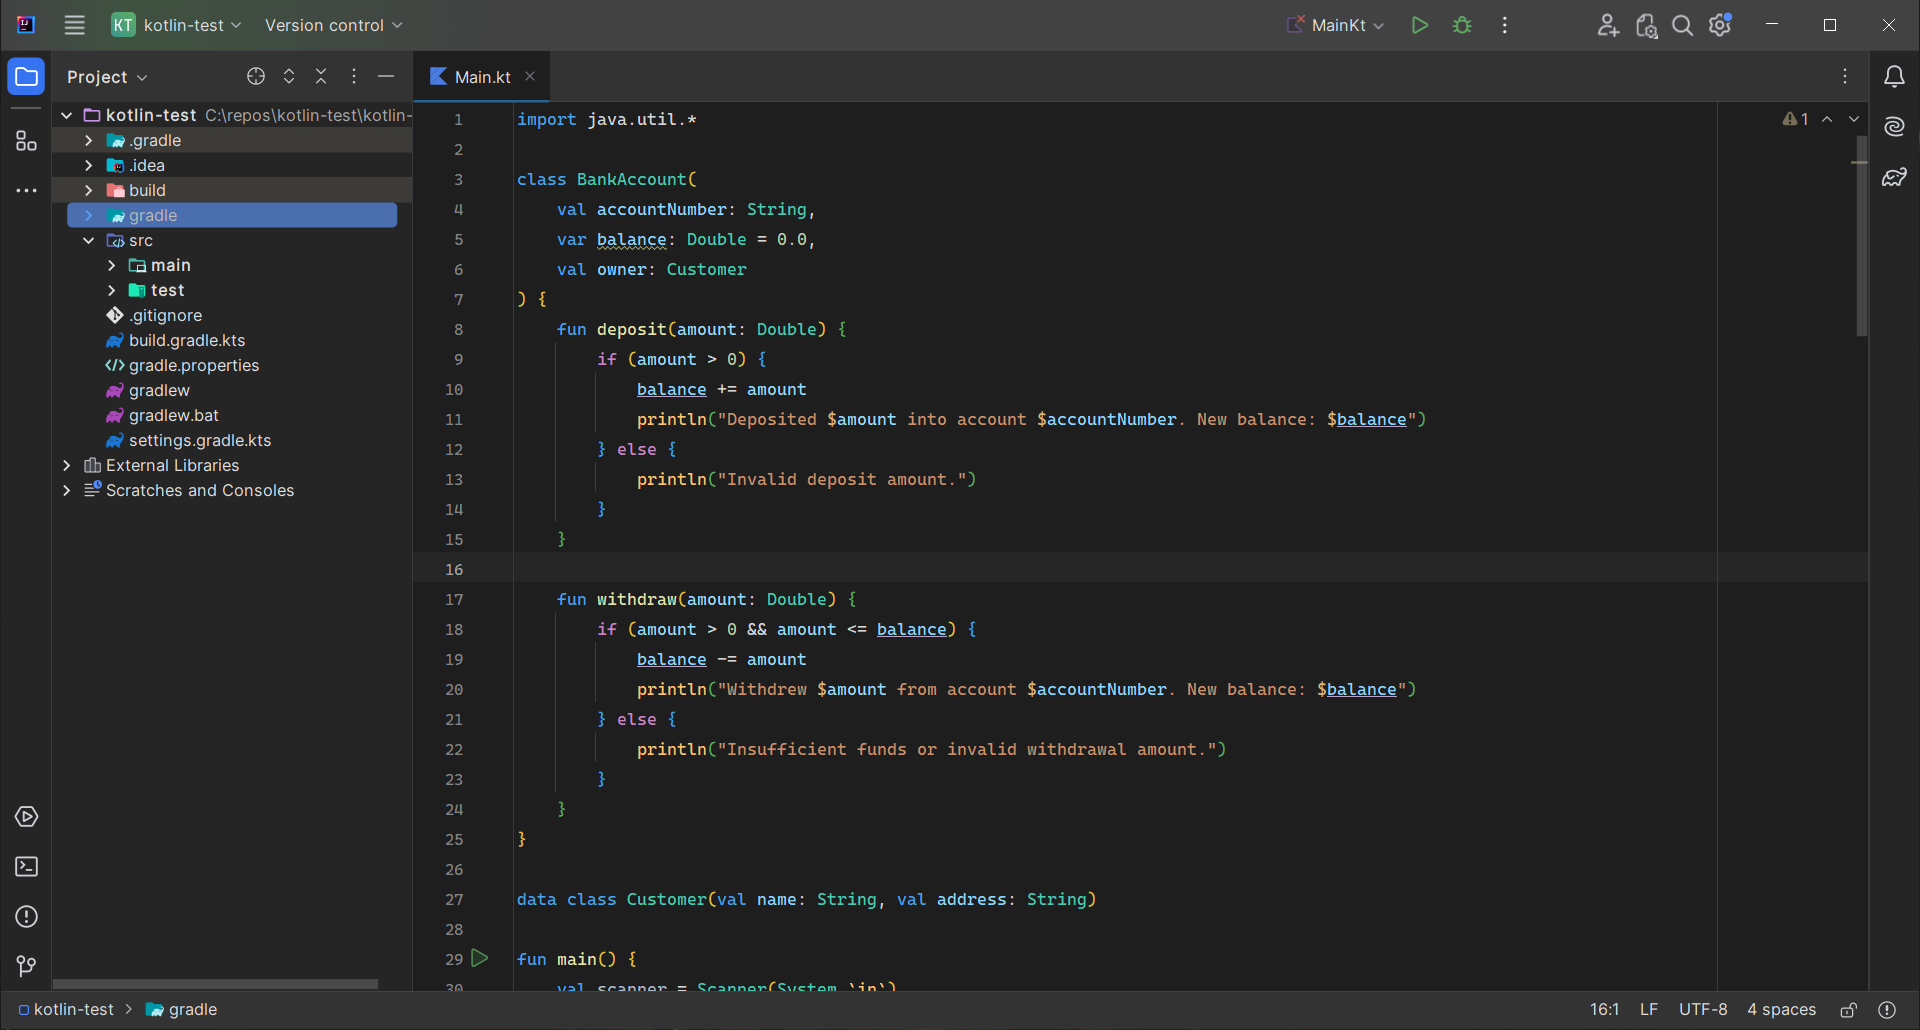 KT kotlin-test Version control MainKt
Project
Main.kt
kotlin-test C:\repos\kotlin-test\kotlin-
.gradle
.idea
build
gradle
src
main
test
.gitignore
build.gradle.kts
gradle.properties
gradlew
gradlew.bat
settings.gradle.kts
External Libraries
Scratches and Consoles
1 import java.util.*
2
3 class BankAccount(
4     val accountNumber: String,
5     var balance: Double = 0.0,
6     val owner: Customer
7 ) {
8     fun deposit(amount: Double) {
9         if (amount > 0) {
10             balance += amount
11             println("Deposited $amount into account $accountNumber. New balance: $balance")
12         } else {
13             println("Invalid deposit amount.")
14         }
15     }
16
17     fun withdraw(amount: Double) {
18         if (amount > 0 && amount <= balance) {
19             balance -= amount
20             println("Withdrew $amount from account $accountNumber. New balance: $balance")
21         } else {
22             println("Insufficient funds or invalid withdrawal amount.")
23         }
24     }
25 }
26
27 data class Customer(val name: String, val address: String)
28
29 fun main() {
30     val scanner = Scanner(System.`in`)
1
kotlin-test > gradle
16:1 LF UTF-8 4 spaces